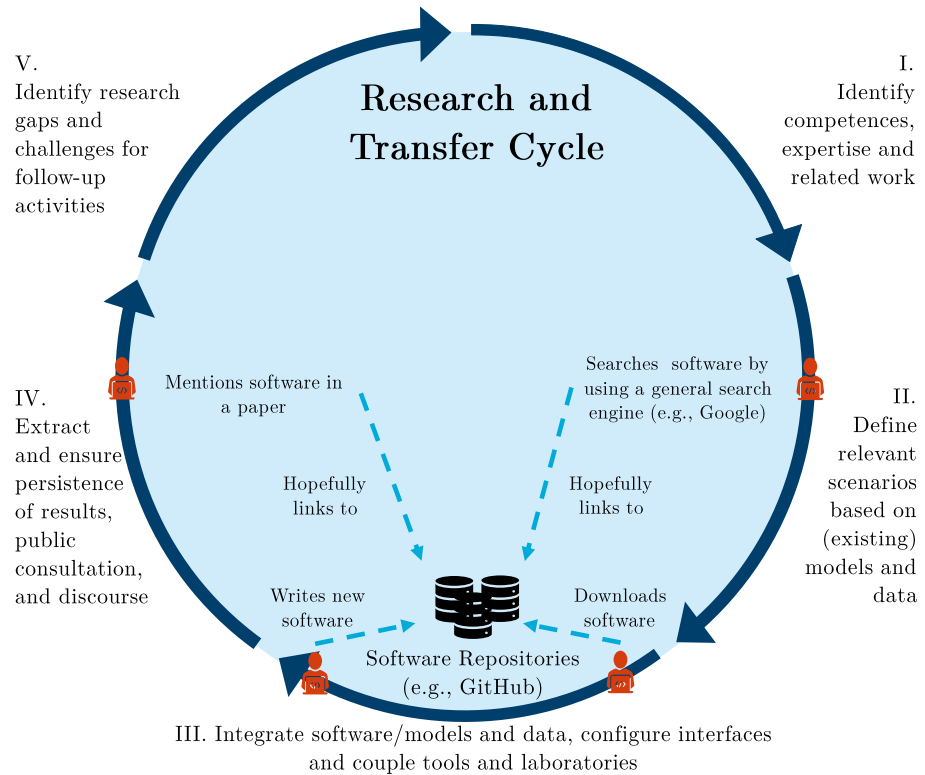 Research and
Transfer Cycle
I.
Identify
competences,
expertise and
related work
II.
Define
relevant
scenarios
based on
(existing)
models and
data
III. Integrate software/models and data, configure interfaces
and couple tools and laboratories
IV.
Extract
and ensure
persistence
of results,
public
consultation,
and discourse
V.
Identify research
gaps and
challenges for
follow-up
activities
Mentions software in
a paper
Searches software by
using a general search
engine (e.g., Google)
Hopefully
links to
Hopefully
links to
Writes new
software
Downloads
software
Software Repositories
(e.g., GitHub)